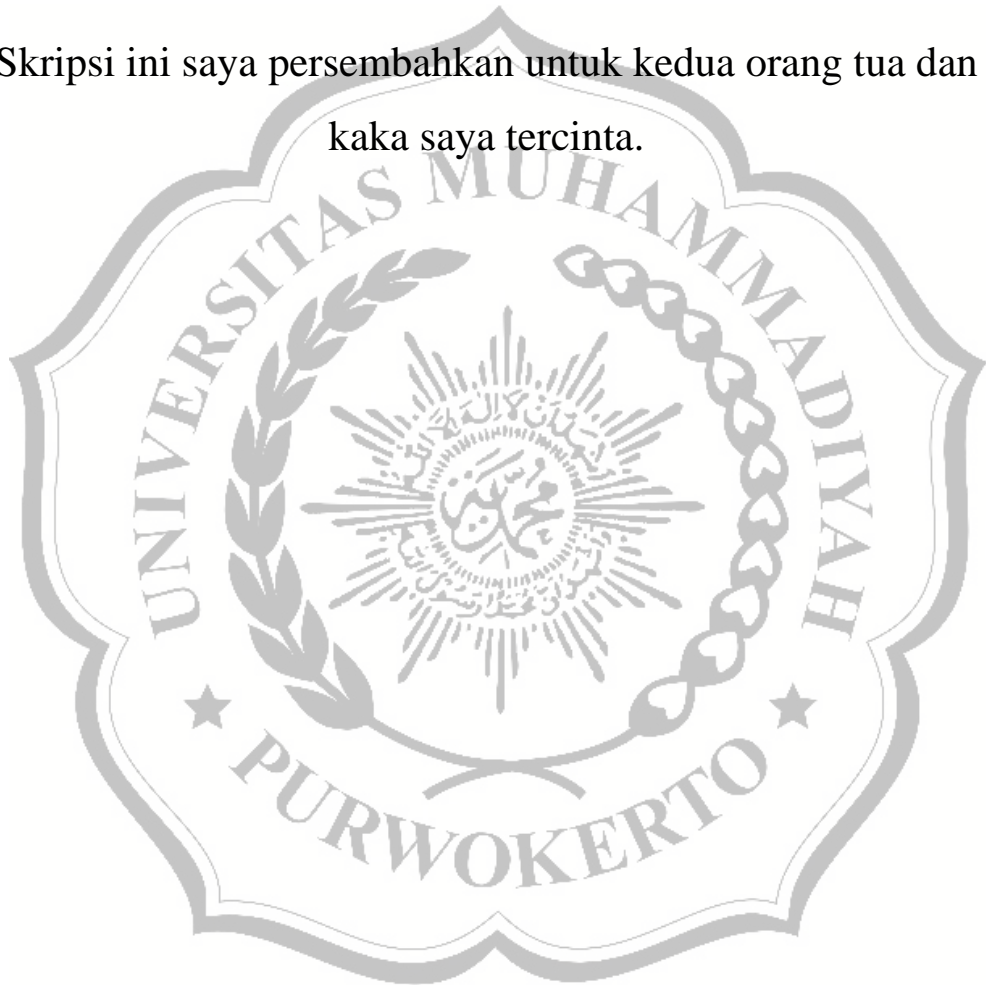 Skripsi ini saya persembahkan untuk kedua orang tua dan
kaka saya tercinta.
UNIVERSITAS MUHAMMADIYAH
PURWOKERTO